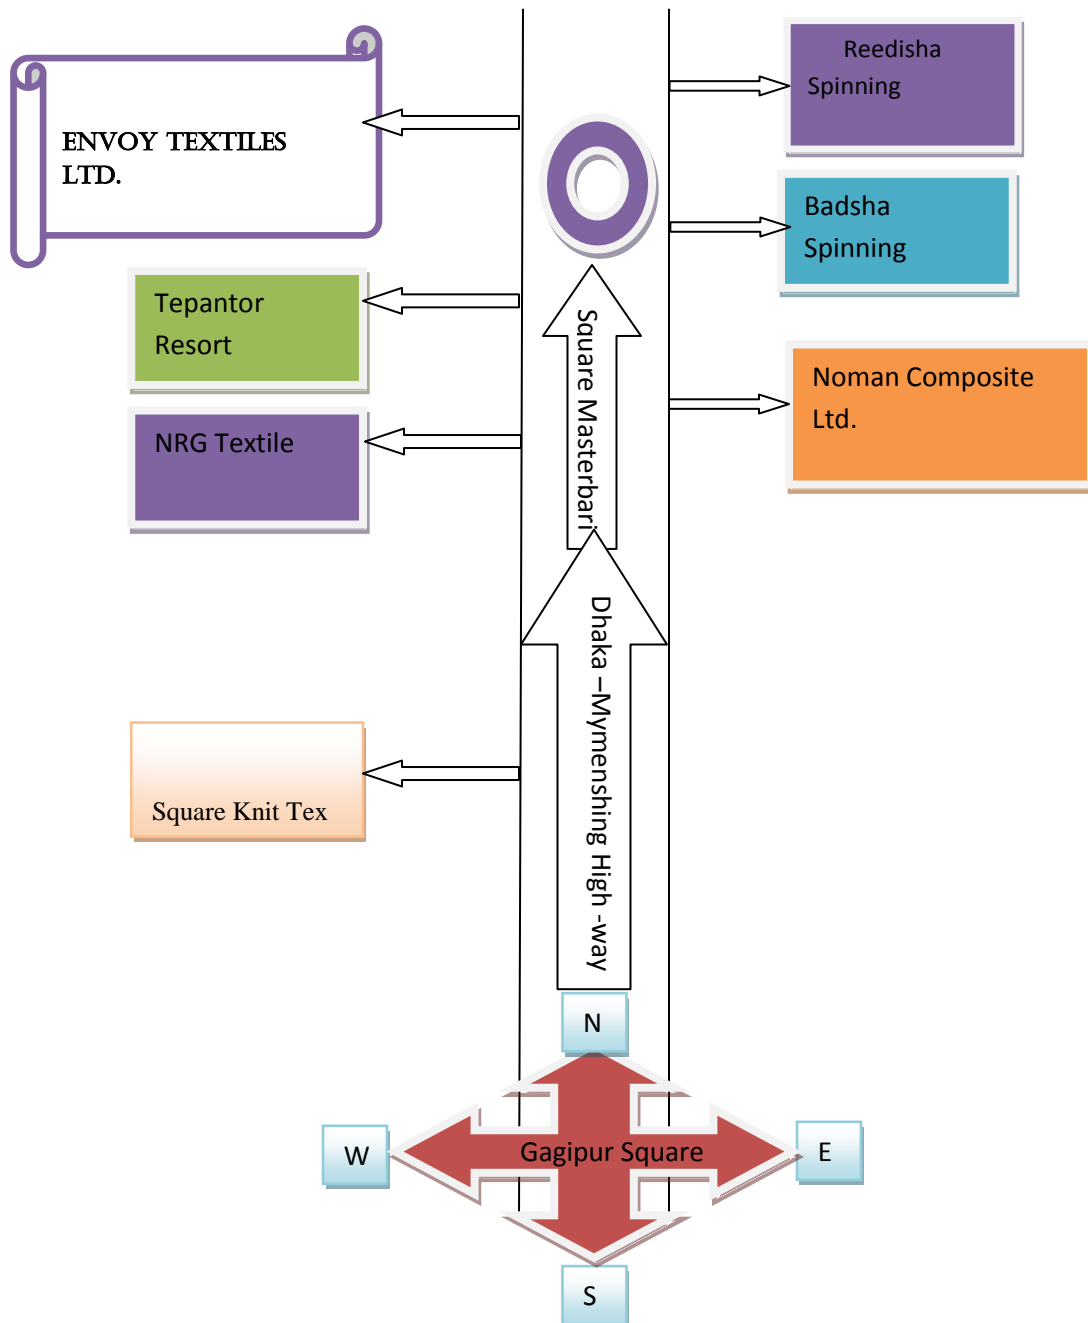 Reedisha
Spinning
ENVOY TEXTILES
LTD.
Badsha
Spinning
Tepantor
Resort
Square Masterbari
Noman Composite
Ltd.
NRG Textile
Dhaka –Mymenshing High -way
Square Knit Tex
N
W
Gagipur Square
E
S